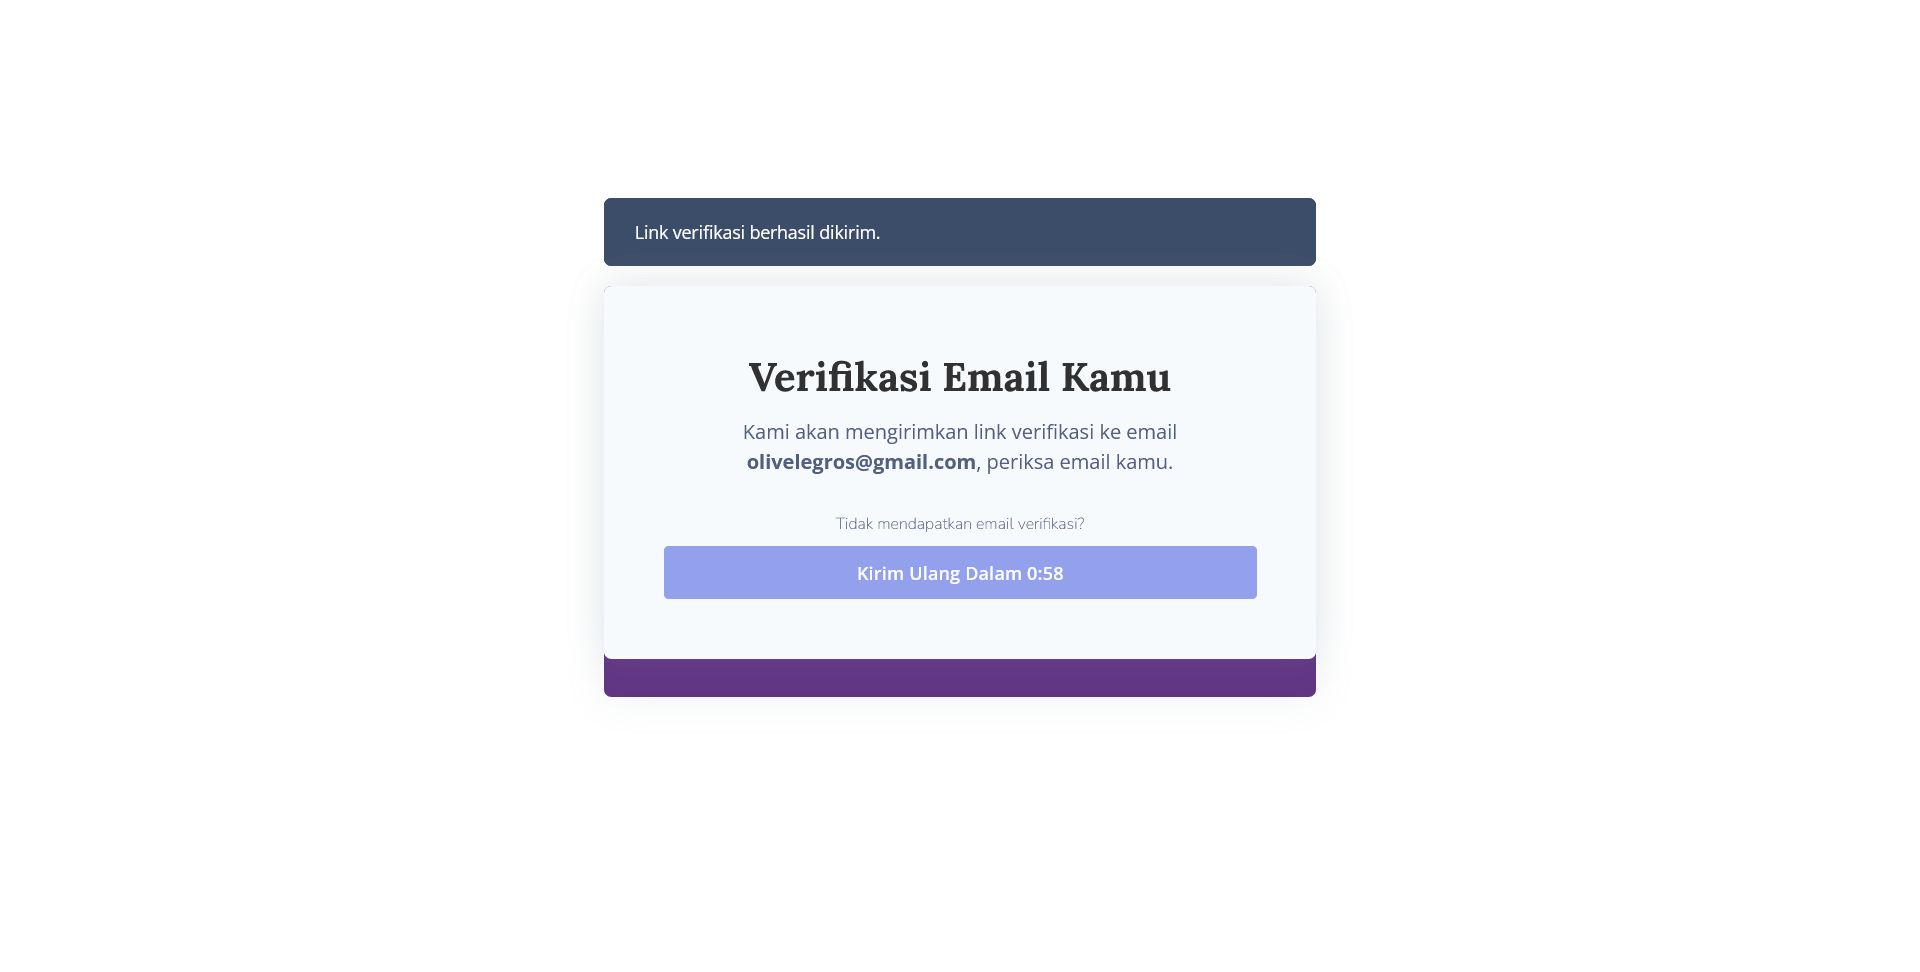 Link verifikasi berhasil dikirim.
Verifikasi Email Kamu
Kami akan mengirimkan link verifikasi ke email
olivelegros@gmail.com, periksa email kamu.
Tidak mendapatkan email verifikasi?
Kirim Ulang Dalam 0:58